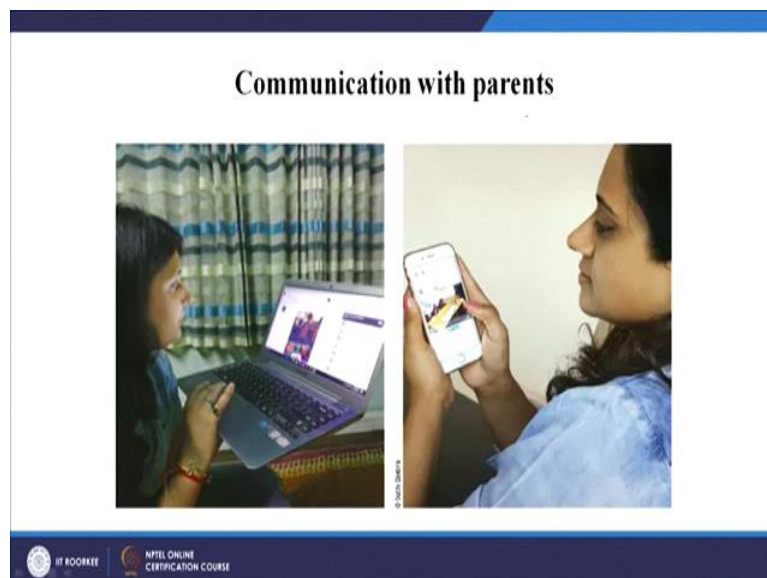 Communication with parents
IIT ROORKEE
NPTEL ONLINE
CERTIFICATION COURSE